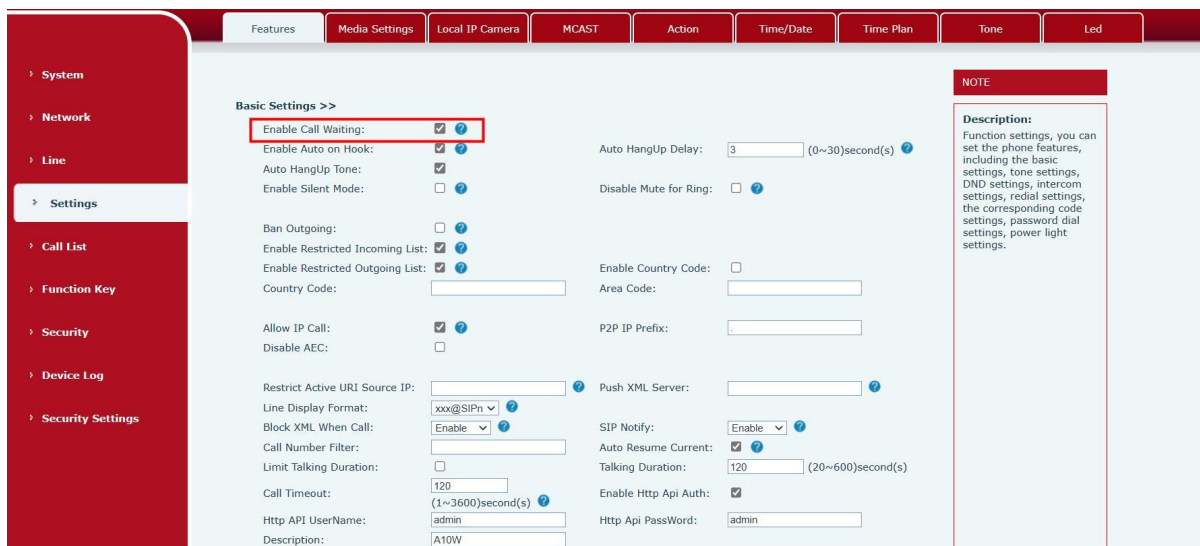 Features Media Settings Local IP Camera MCAST Action Time/Date Time Plan Tone Led
System
Network
Line
Settings
Call List
Function Key
Security
Device Log
Security Settings
Basic Settings >>
Enable Call Waiting:
Enable Auto on Hook: Auto HangUp Delay: 3 (0~30)second(s)
Auto HangUp Tone:
Enable Silent Mode: Disable Mute for Ring:
Ban Outgoing:
Enable Restricted Incoming List:
Enable Restricted Outgoing List: Enable Country Code:
Country Code: Area Code:
Allow IP Call: P2P IP Prefix: .
Disable AEC:
Restrict Active URI Source IP: Push XML Server:
Line Display Format: xxx@SIPn
Block XML When Call: Enable SIP Notify: Enable
Call Number Filter: Auto Resume Current:
Limit Talking Duration: Talking Duration: 120 (20~600)second(s)
Call Timeout: 120 (1~3600)second(s) Enable Http Api Auth:
Http API UserName: admin Http Api PassWord: admin
Description: A10W
NOTE
Description:
Function settings, you can
set the phone features,
including the basic
settings, tone settings,
DND settings, intercom
settings, redial settings,
the corresponding code
settings, password dial
settings, power light
settings.